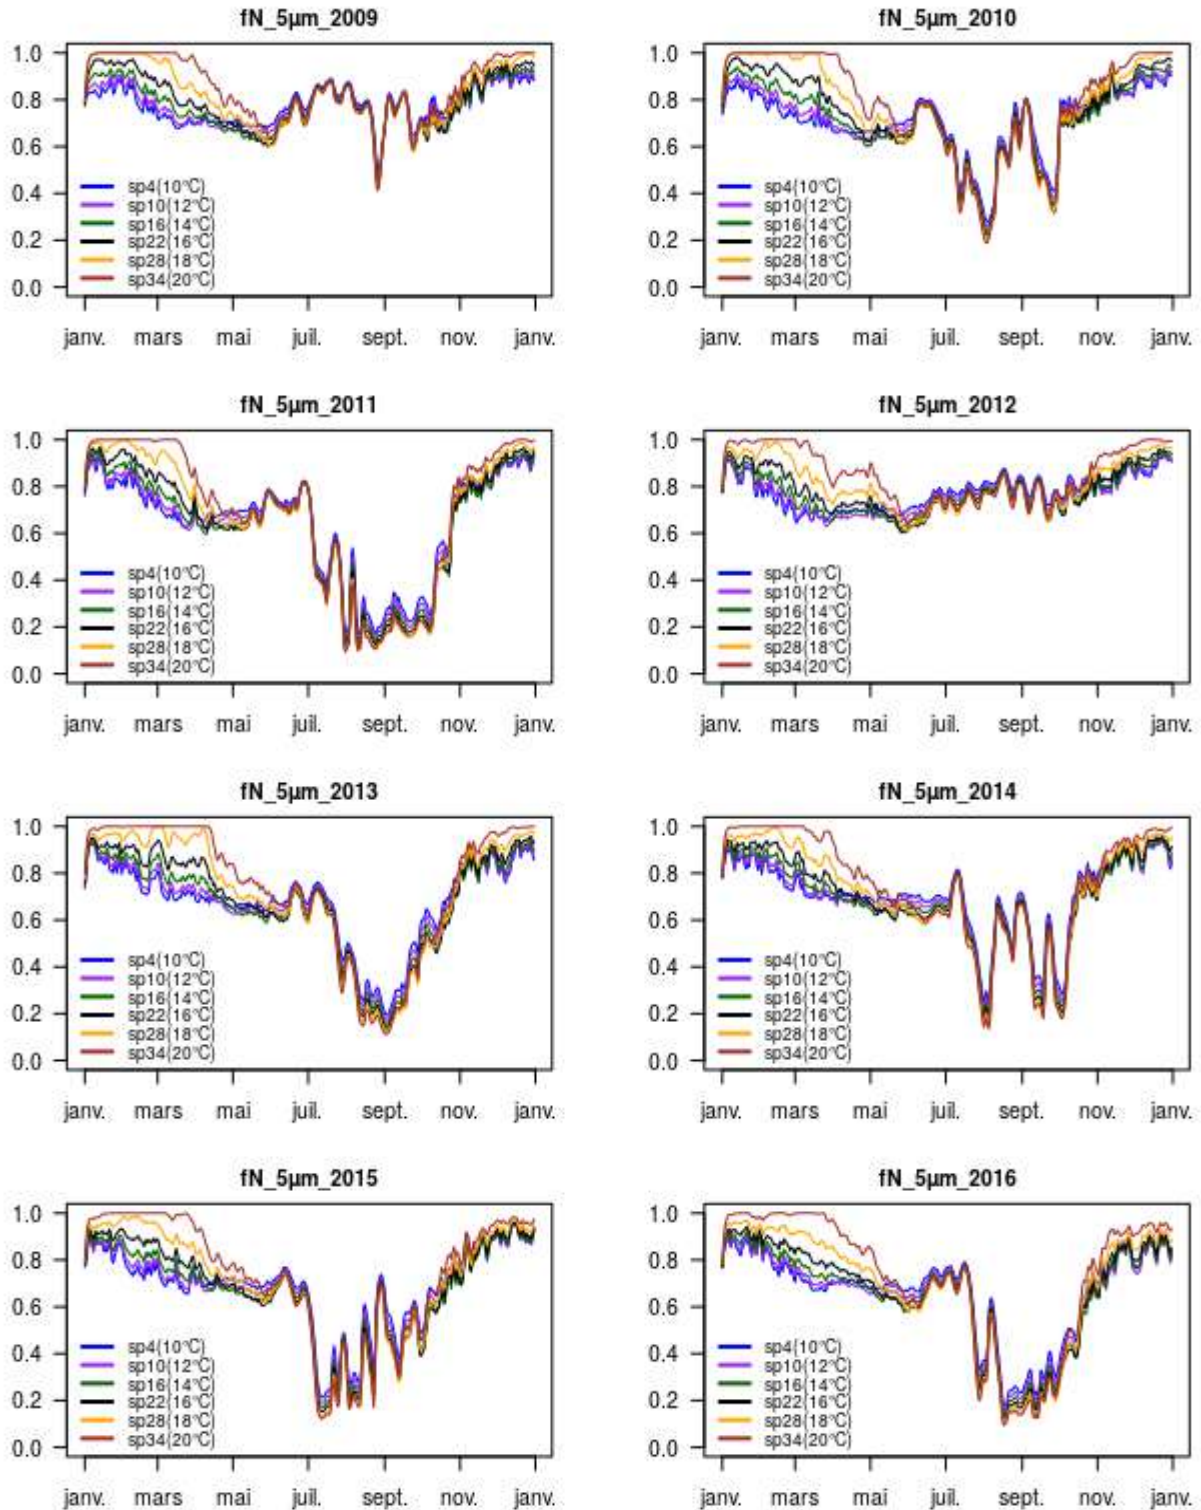 fN_5µm_2009
1.0
0.8
0.6
0.4
0.2
0.0
sp4(10°C)
sp10(12°C)
sp16(14°C)
sp22(16°C)
sp28(18°C)
sp34(20°C)
janv. mars mai juil. sept. nov. janv.
fN_5µm_2010
1.0
0.8
0.6
0.4
0.2
0.0
sp4(10°C)
sp10(12°C)
sp16(14°C)
sp22(16°C)
sp28(18°C)
sp34(20°C)
janv. mars mai juil. sept. nov. janv.
fN_5µm_2011
1.0
0.8
0.6
0.4
0.2
0.0
sp4(10°C)
sp10(12°C)
sp16(14°C)
sp22(16°C)
sp28(18°C)
sp34(20°C)
janv. mars mai juil. sept. nov. janv.
fN_5µm_2012
1.0
0.8
0.6
0.4
0.2
0.0
sp4(10°C)
sp10(12°C)
sp16(14°C)
sp22(16°C)
sp28(18°C)
sp34(20°C)
janv. mars mai juil. sept. nov. janv.
fN_5µm_2013
1.0
0.8
0.6
0.4
0.2
0.0
sp4(10°C)
sp10(12°C)
sp16(14°C)
sp22(16°C)
sp28(18°C)
sp34(20°C)
janv. mars mai juil. sept. nov. janv.
fN_5µm_2014
1.0
0.8
0.6
0.4
0.2
0.0
sp4(10°C)
sp10(12°C)
sp16(14°C)
sp22(16°C)
sp28(18°C)
sp34(20°C)
janv. mars mai juil. sept. nov. janv.
fN_5µm_2015
1.0
0.8
0.6
0.4
0.2
0.0
sp4(10°C)
sp10(12°C)
sp16(14°C)
sp22(16°C)
sp28(18°C)
sp34(20°C)
janv. mars mai juil. sept. nov. janv.
fN_5µm_2016
1.0
0.8
0.6
0.4
0.2
0.0
sp4(10°C)
sp10(12°C)
sp16(14°C)
sp22(16°C)
sp28(18°C)
sp34(20°C)
janv. mars mai juil. sept. nov. janv.